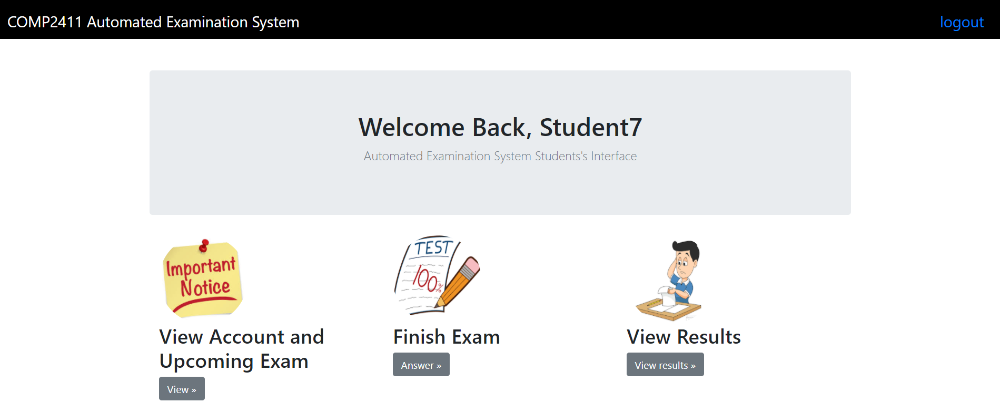 COMP2411 Automated Examination System
logout
Welcome Back, Student7
Automated Examination System Students's Interface
Important
Notice
View Account and
Upcoming Exam
View »
TEST
100%
Finish Exam
Answer »
View Results
View results »